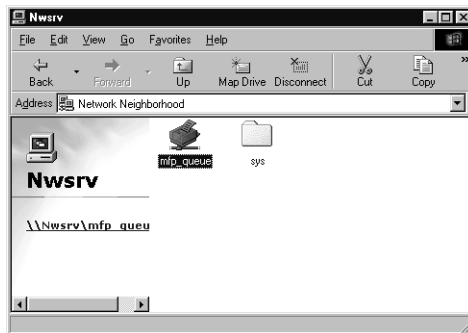 Nwsrv
File Edit View Go Favorites Help
Back Forward Up Map Drive Disconnect Cut Copy »
Address Network Neighborhood
mfp_queue sys
Nwsrv
\\Nwsrv\mfp_queu